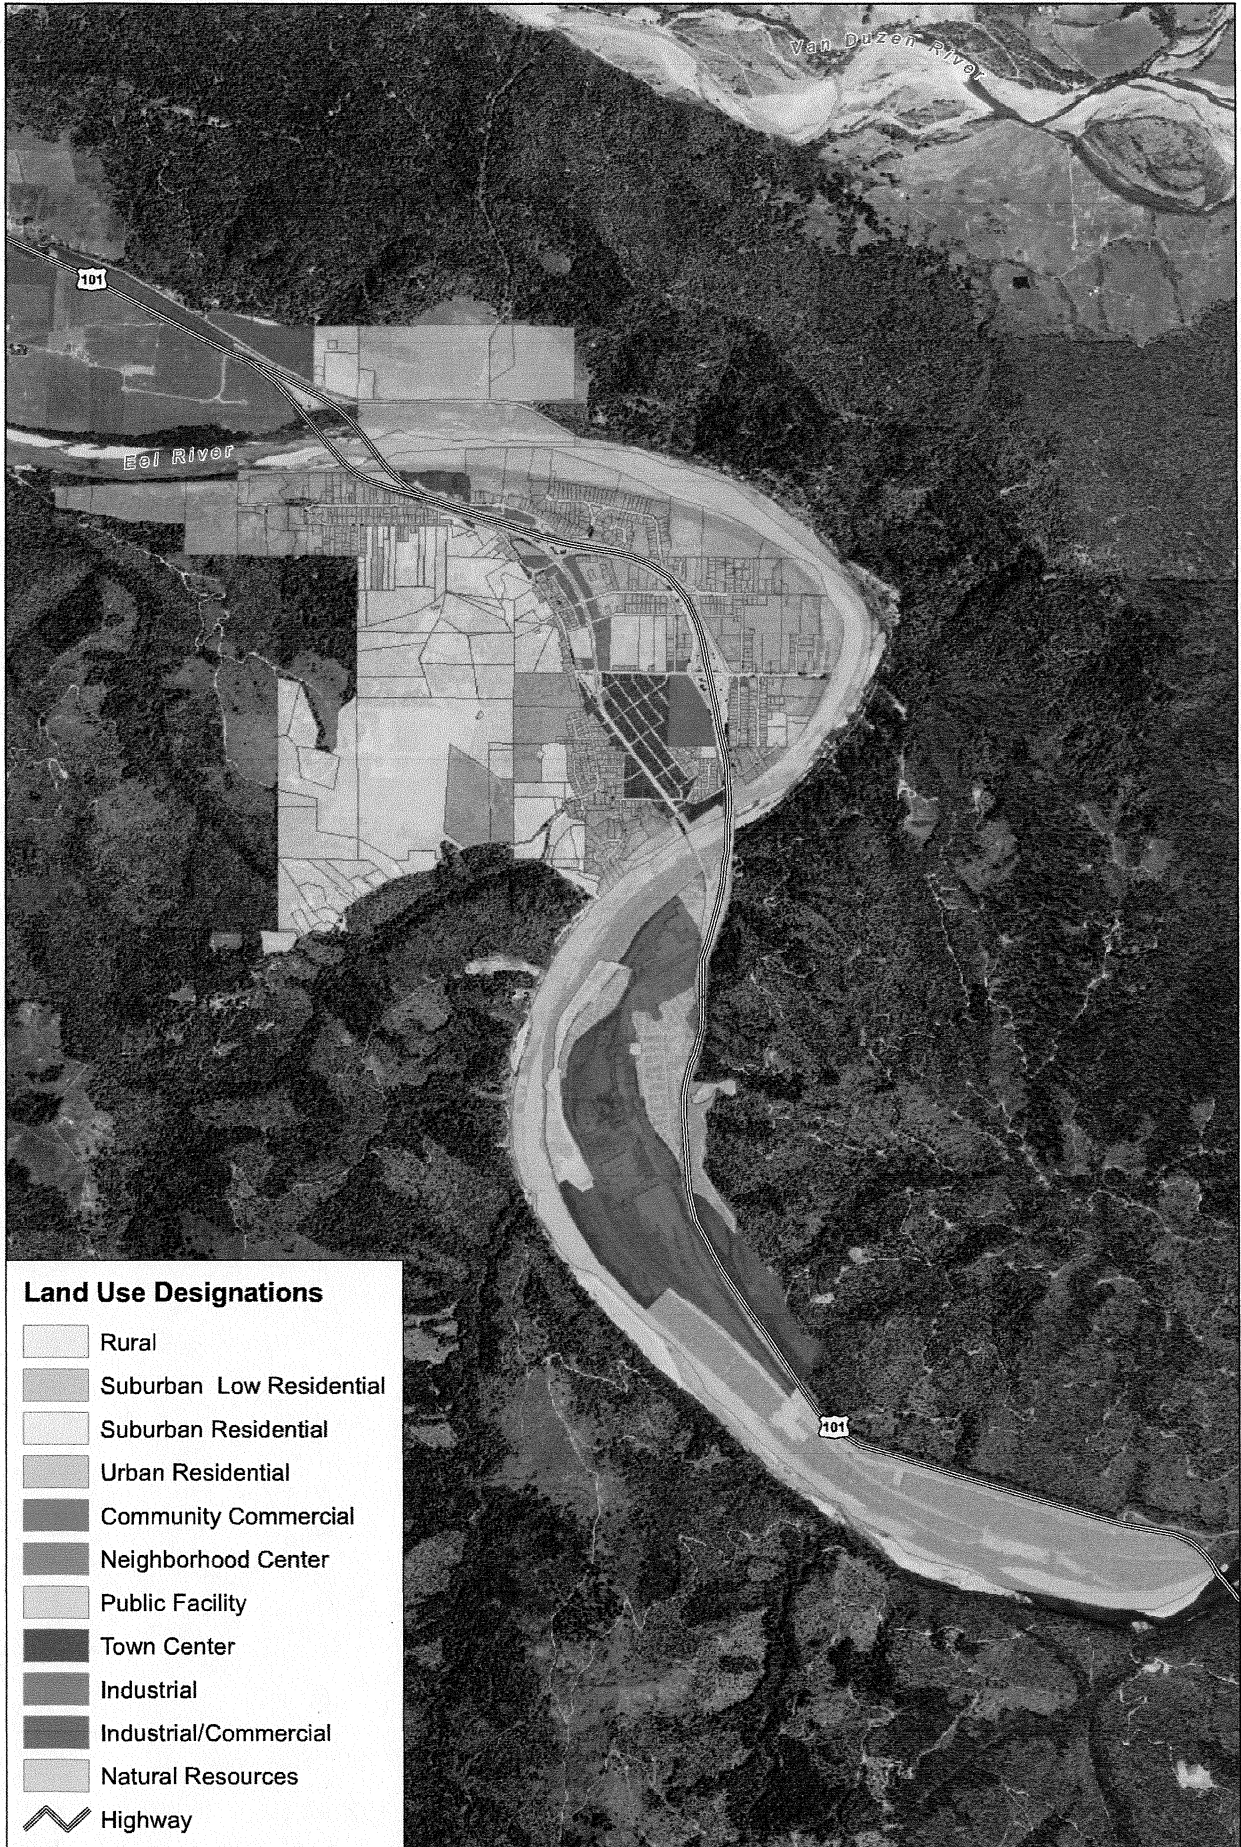 Van Duzen River
101
Eel River
101
Land Use Designations
Rural
Suburban Low Residential
Suburban Residential
Urban Residential
Community Commercial
Neighborhood Center
Public Facility
Town Center
Industrial
Industrial/Commercial
Natural Resources
Highway